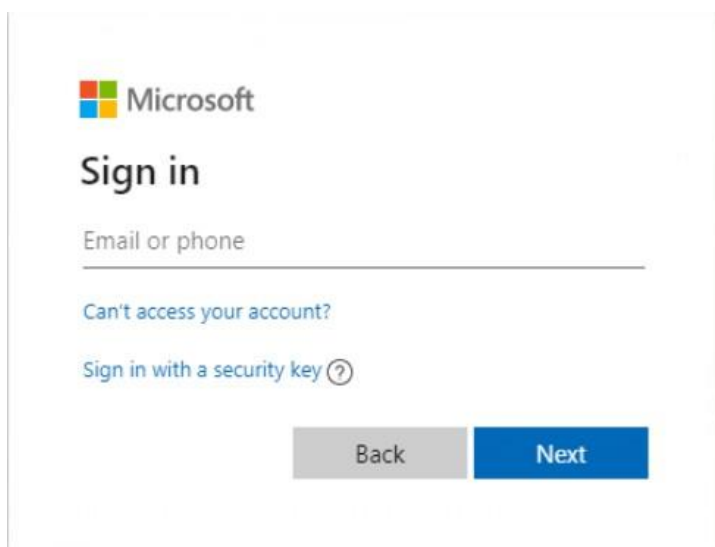 Microsoft
Sign in
Email or phone
Can't access your account?
Sign in with a security key
Back Next